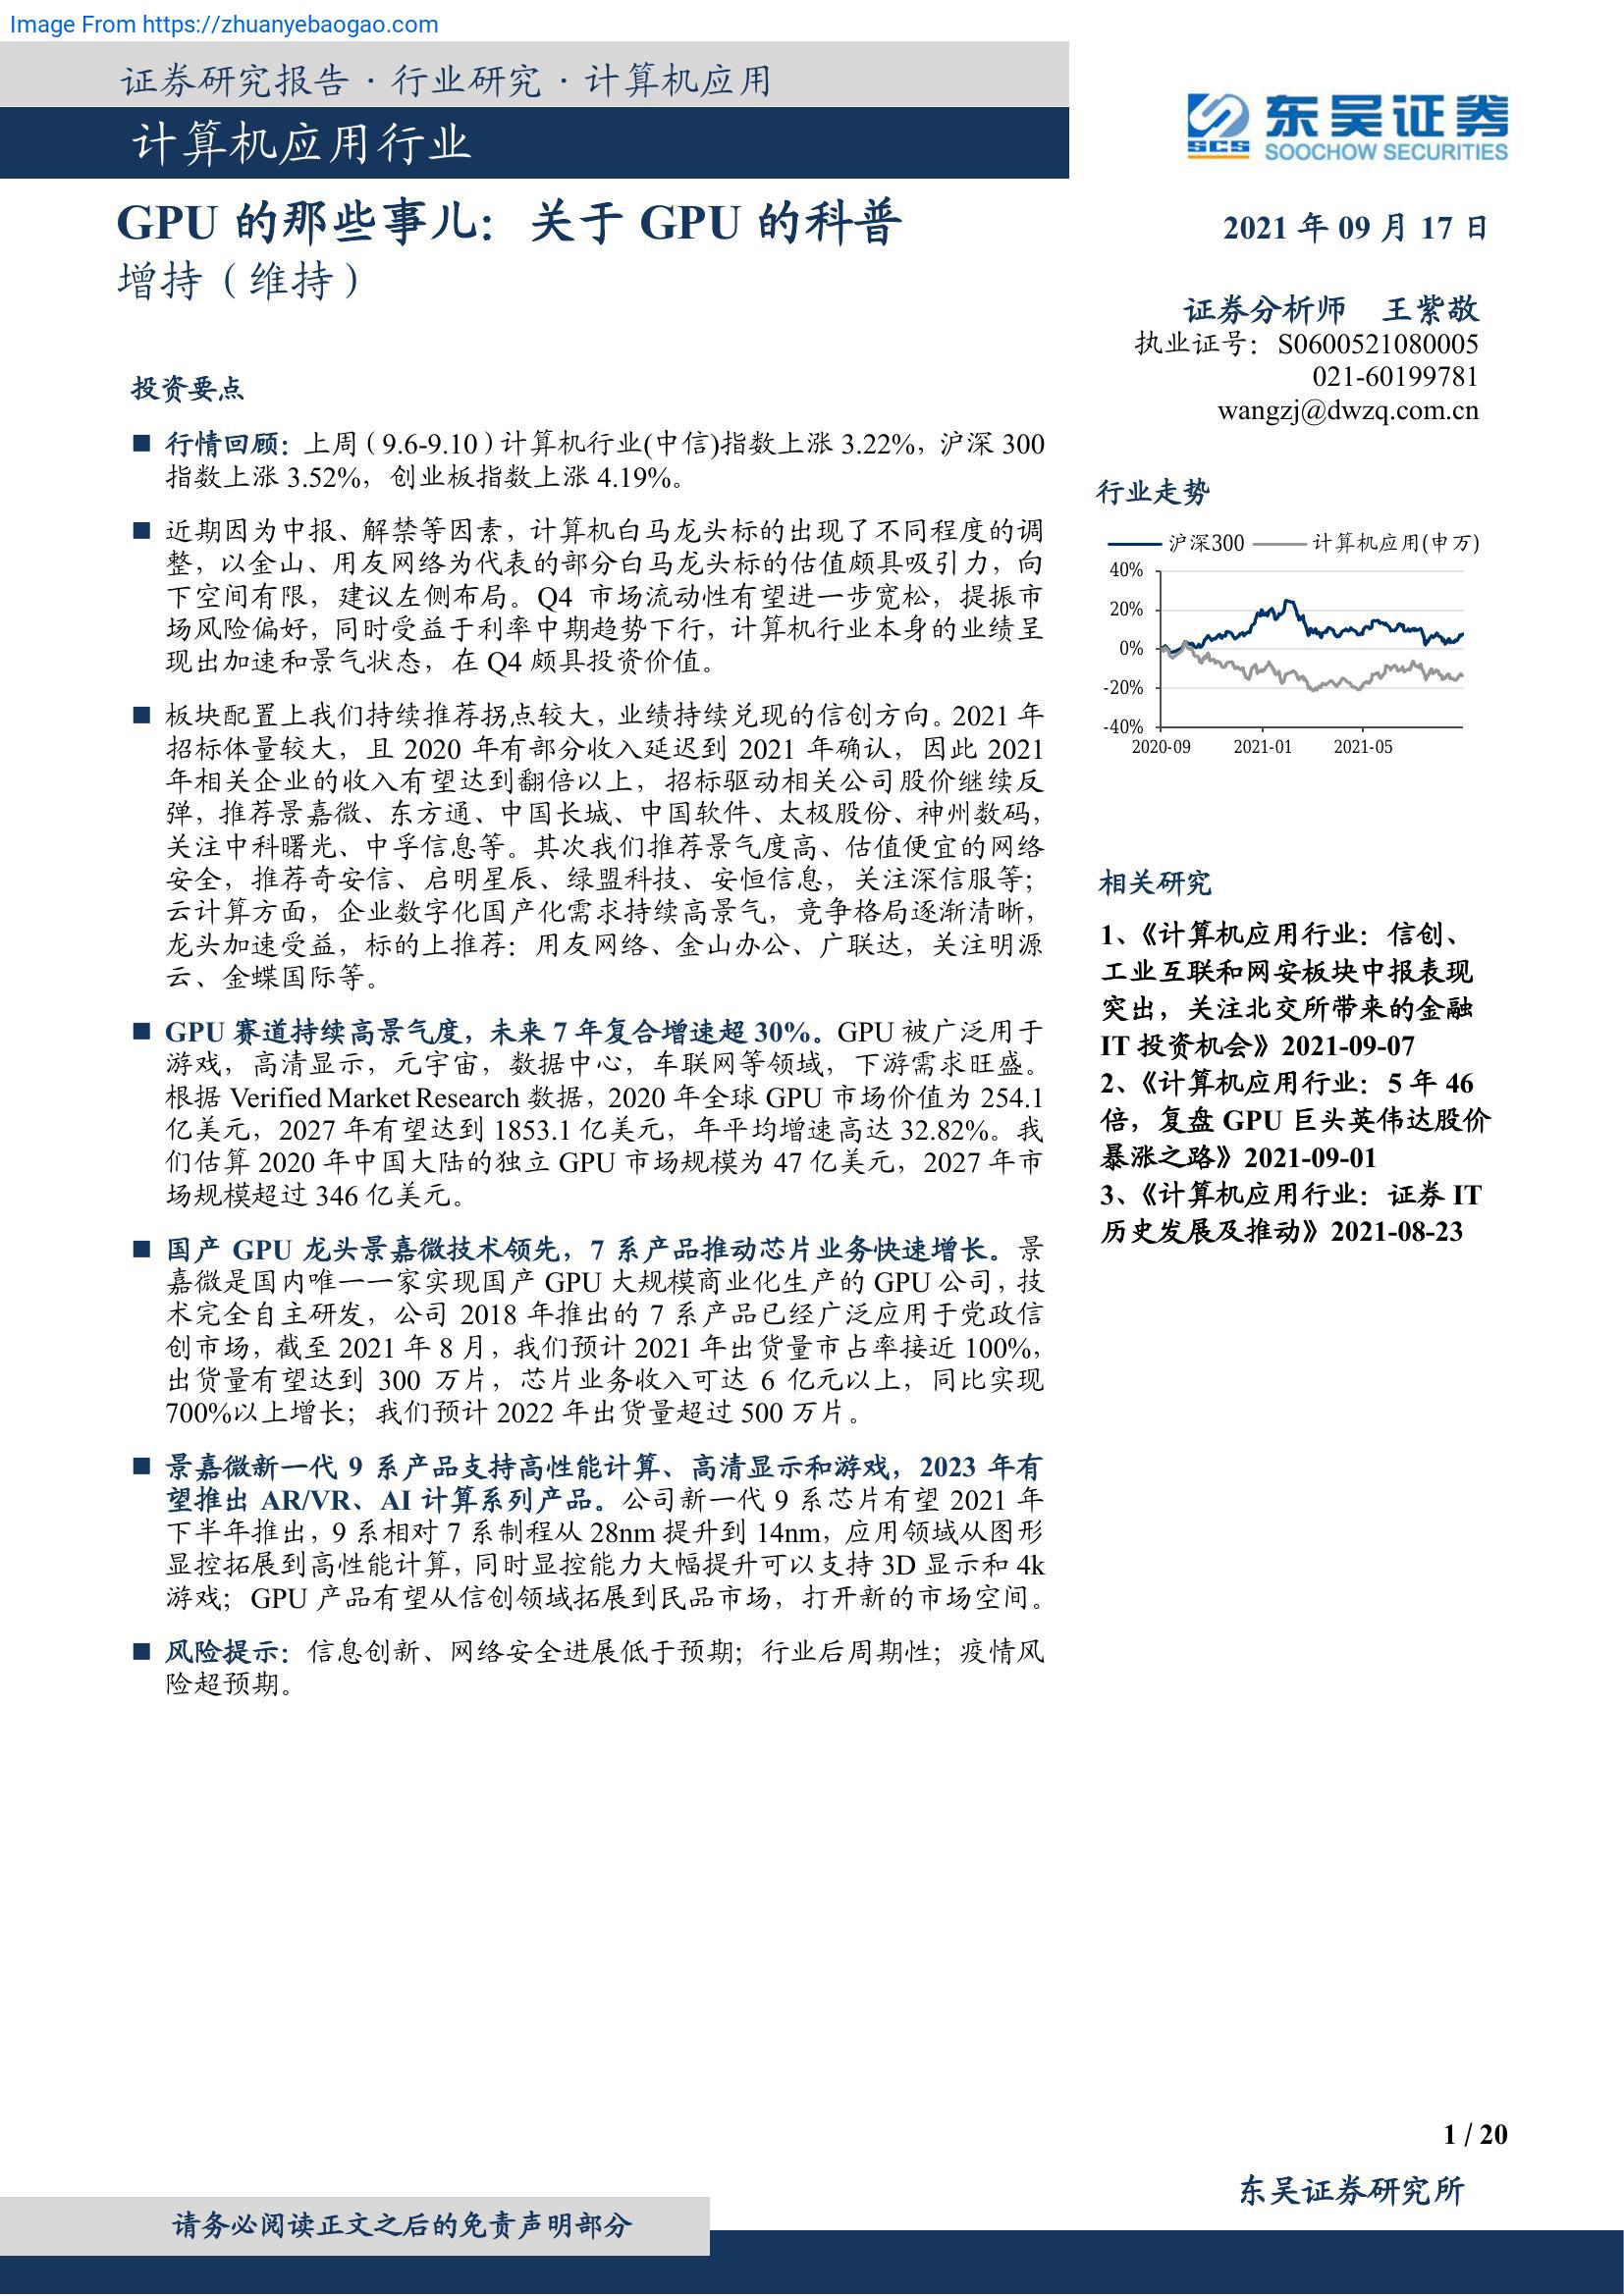 Image From https://zhuanyebaogao.com
证券研究报告·行业研究·计算机应用
计算机应用行业
SCS 东吴证券
SOOCHOW SECURITIES
GPU 的那些事儿：关于 GPU 的科普
增持（维持）
2021 年 09 月 17 日
证券分析师 王紫敬
执业证号：S0600521080005
021-60199781
wangzj@dwzq.com.cn
投资要点
■ 行情回顾：上周（9.6-9.10）计算机行业(中信)指数上涨 3.22%，沪深 300
指数上涨 3.52%，创业板指数上涨 4.19%。
■ 近期因为中报、解禁等因素，计算机白马龙头标的出现了不同程度的调
整，以金山、用友网络为代表的部分白马龙头标的估值颇具吸引力，向
下空间有限，建议左侧布局。Q4 市场流动性有望进一步宽松，提振市
场风险偏好，同时受益于利率中期趋势下行，计算机行业本身的业绩呈
现出加速和景气状态，在 Q4 颇具投资价值。
■ 板块配置上我们持续推荐拐点较大，业绩持续兑现的信创方向。2021 年
招标体量较大，且 2020 年有部分收入延迟到 2021 年确认，因此 2021
年相关企业的收入有望达到翻倍以上，招标驱动相关公司股价继续反
弹，推荐景嘉微、东方通、中国长城、中国软件、太极股份、神州数码，
关注中科曙光、中孚信息等。其次我们推荐景气度高、估值便宜的网络
安全，推荐奇安信、启明星辰、绿盟科技、安恒信息，关注深信服等；
云计算方面，企业数字化国产化需求持续高景气，竞争格局逐渐清晰，
龙头加速受益，标的上推荐：用友网络、金山办公、广联达，关注明源
云、金蝶国际等。
■ GPU 赛道持续高景气度，未来 7 年复合增速超 30%。GPU 被广泛用于
游戏，高清显示，元宇宙，数据中心，车联网等领域，下游需求旺盛。
根据 Verified Market Research 数据，2020 年全球 GPU 市场价值为 254.1
亿美元，2027 年有望达到 1853.1 亿美元，年平均增速高达 32.82%。我
们估算 2020 年中国大陆的独立 GPU 市场规模为 47 亿美元，2027 年市
场规模超过 346 亿美元。
■ 国产 GPU 龙头景嘉微技术领先，7 系产品推动芯片业务快速增长。景
嘉微是国内唯一一家实现国产 GPU 大规模商业化生产的 GPU 公司，技
术完全自主研发，公司 2018 年推出的 7 系产品已经广泛应用于党政信
创市场，截至 2021 年 8 月，我们预计 2021 年出货量市占率接近 100%，
出货量有望达到 300 万片，芯片业务收入可达 6 亿元以上，同比实现
700%以上增长；我们预计 2022 年出货量超过 500 万片。
■ 景嘉微新一代 9 系产品支持高性能计算、高清显示和游戏，2023 年有
望推出 AR/VR、AI 计算系列产品。公司新一代 9 系芯片有望 2021 年
下半年推出，9 系相对 7 系制程从 28nm 提升到 14nm，应用领域从图形
显控拓展到高性能计算，同时显控能力大幅提升可以支持 3D 显示和 4k
游戏；GPU 产品有望从信创领域拓展到民品市场，打开新的市场空间。
■ 风险提示：信息创新、网络安全进展低于预期；行业后周期性；疫情风
险超预期。
行业走势
沪深300 计算机应用(申万)
40%
20%
0%
-20%
-40%
2020-09 2021-01 2021-05
相关研究
1、《计算机应用行业：信创、
工业互联和网安板块中报表现
突出，关注北交所带来的金融
IT 投资机会》2021-09-07
2、《计算机应用行业：5 年 46
倍，复盘 GPU 巨头英伟达股价
暴涨之路》2021-09-01
3、《计算机应用行业：证券 IT
历史发展及推动》2021-08-23
1 / 20
东吴证券研究所
请务必阅读正文之后的免责声明部分